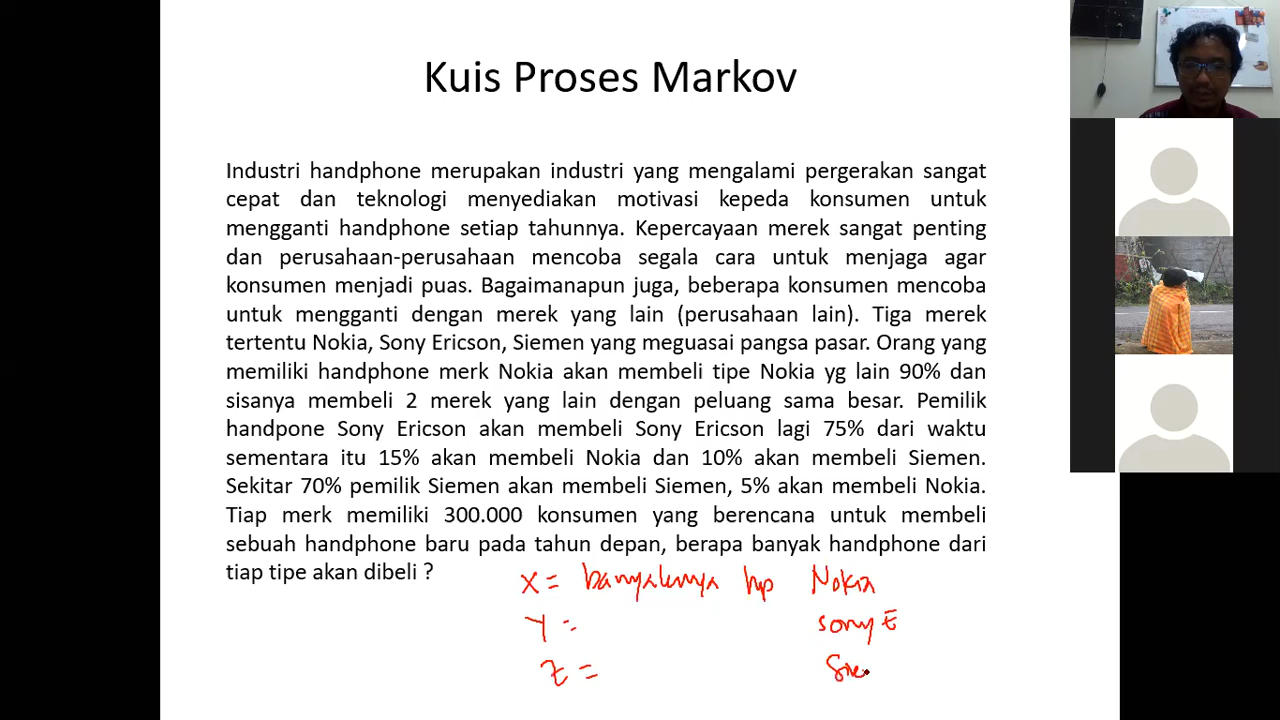 Kuis Proses Markov
Industri handphone merupakan industri yang mengalami pergerakan sangat
cepat dan teknologi menyediakan motivasi kepeda konsumen untuk
mengganti handphone setiap tahunnya. Kepercayaan merek sangat penting
dan perusahaan-perusahaan mencoba segala cara untuk menjaga agar
konsumen menjadi puas. Bagaimanapun juga, beberapa konsumen mencoba
untuk mengganti dengan merek yang lain (perusahaan lain). Tiga merek
tertentu Nokia, Sony Ericson, Siemen yang meguasai pangsa pasar. Orang yang
memiliki handphone merk Nokia akan membeli tipe Nokia yg lain 90% dan
sisanya membeli 2 merek yang lain dengan peluang sama besar. Pemilik
handpone Sony Ericson akan membeli Sony Ericson lagi 75% dari waktu
sementara itu 15% akan membeli Nokia dan 10% akan membeli Siemen.
Sekitar 70% pemilik Siemen akan membeli Siemen, 5% akan membeli Nokia.
Tiap merk memiliki 300.000 konsumen yang berencana untuk membeli
sebuah handphone baru pada tahun depan, berapa banyak handphone dari
tiap tipe akan dibeli ?
X = banyaknya hp Nokia
Y = sony E
Z = Sie